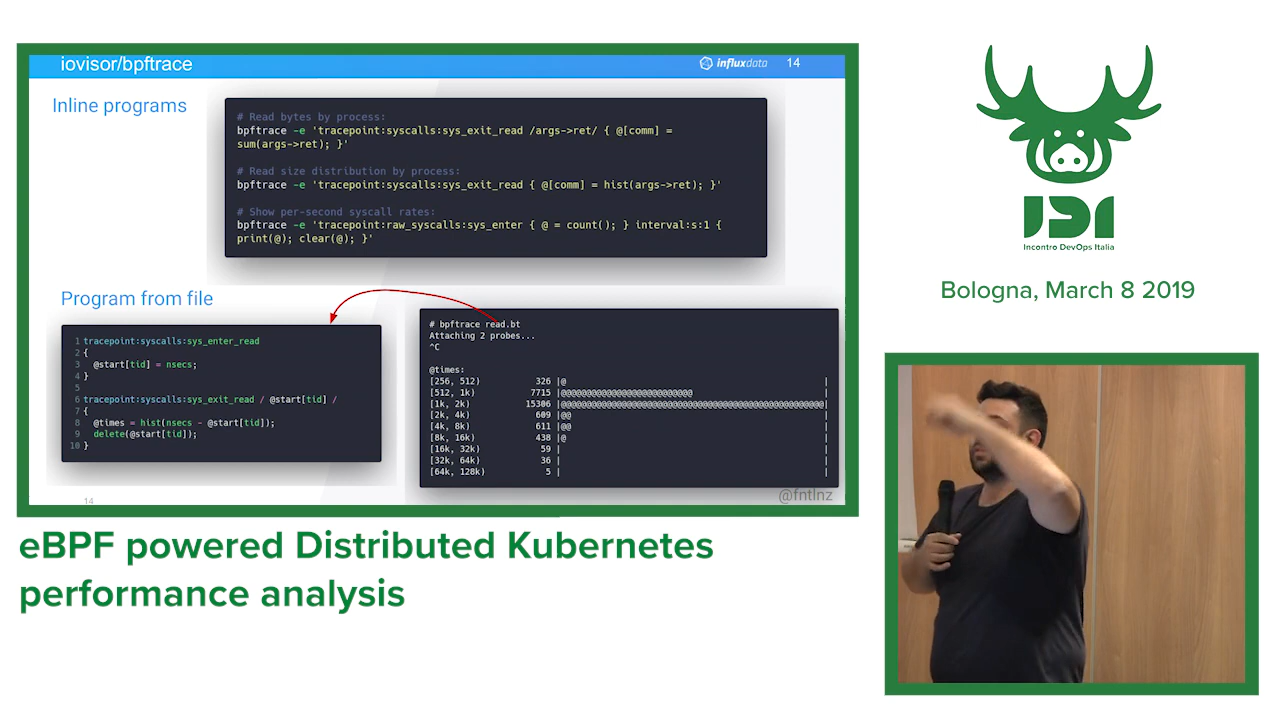 iovisor/bpftrace
influxdata 14
Inline programs
# Read bytes by process:
bpftrace -e 'tracepoint:syscalls:sys_exit_read /args->ret/ { @[comm] =
sum(args->ret); }'
# Read size distribution by process:
bpftrace -e 'tracepoint:syscalls:sys_exit_read { @[comm] = hist(args->ret); }'
# Show per-second syscall rates:
bpftrace -e 'tracepoint:raw_syscalls:sys_enter { @ = count(); } interval:s:1 {
print(@); clear(@); }'
Program from file
1 tracepoint:syscalls:sys_enter_read
2 {
3 @start[tid] = nsecs;
4 }
5
6 tracepoint:syscalls:sys_exit_read / @start[tid] /
7 {
8 @times = hist(nsecs - @start[tid]);
9 delete(@start[tid]);
10 }
# bpftrace read.bt
Attaching 2 probes...
^C
@times:
[256, 512) 326 |@ |
[512, 1k) 7715 |@@@@@@@@@@@@@@@@@@@@@@@@@@ |
[1k, 2k) 15306 |@@@@@@@@@@@@@@@@@@@@@@@@@@@@@@@@@@@@@@@@@@@@@@@@@@@@|
[2k, 4k) 609 |@@ |
[4k, 8k) 611 |@@ |
[8k, 16k) 438 |@ |
[16k, 32k) 59 | |
[32k, 64k) 36 | |
[64k, 128k) 5 | |
14
@fntlnz
eBPF powered Distributed Kubernetes
performance analysis
IDI
Incontro DevOps Italia
Bologna, March 8 2019